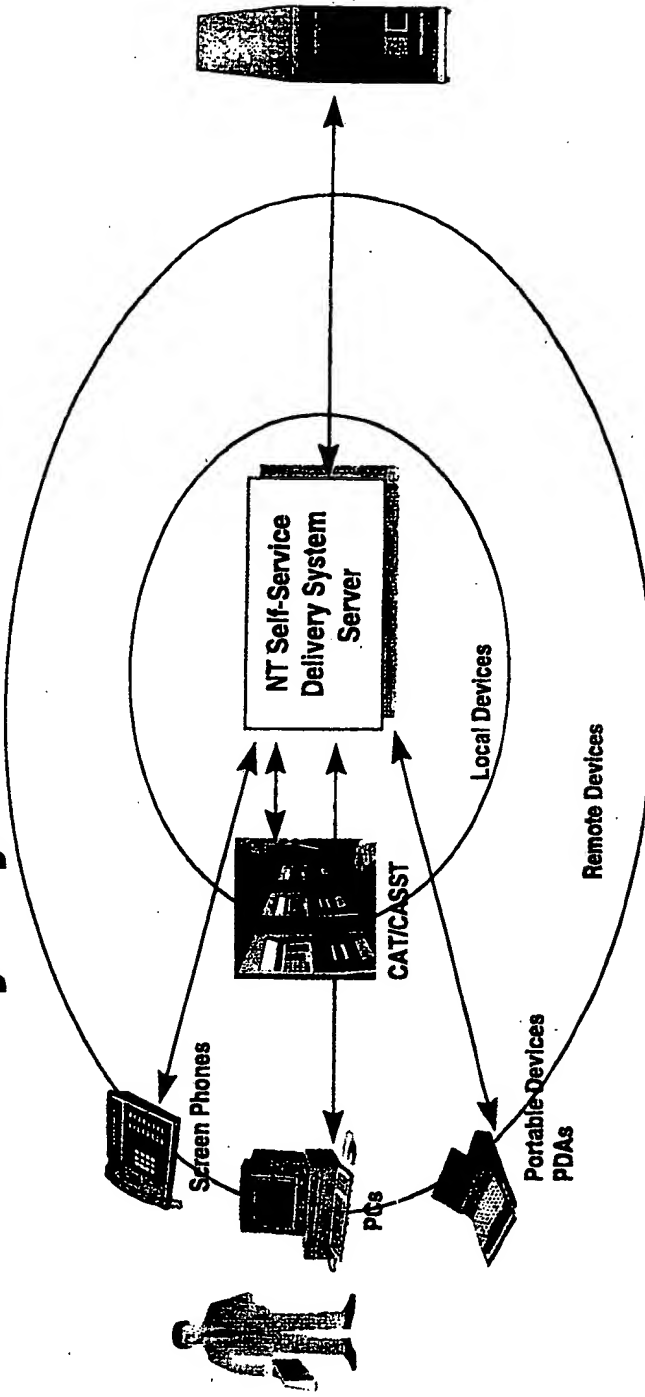 NT Self-Service
Delivery System
Server
Local Devices
Remote Devices
CAT/CASST
Screen Phones
PCs
Portable Devices
PDAs